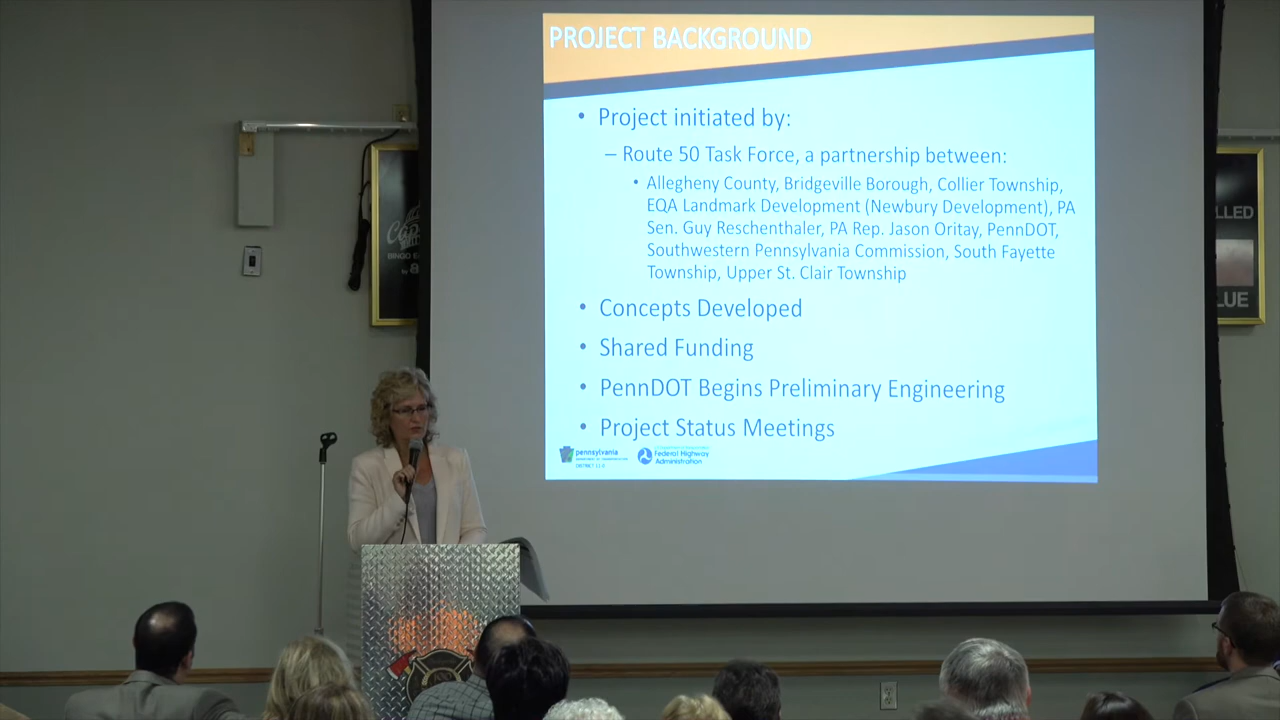 PROJECT BACKGROUND
• Project initiated by:
– Route 50 Task Force, a partnership between:
• Allegheny County, Bridgeville Borough, Collier Township,
EQA Landmark Development (Newbury Development), PA
Sen. Guy Reschenthaler, PA Rep. Jason Oritay, PennDOT,
Southwestern Pennsylvania Commission, South Fayette
Township, Upper St. Clair Township
• Concepts Developed
• Shared Funding
• PennDOT Begins Preliminary Engineering
• Project Status Meetings
pennsylvania
Federal Highway
Administration
BINGO
by 8
LLED
LUE